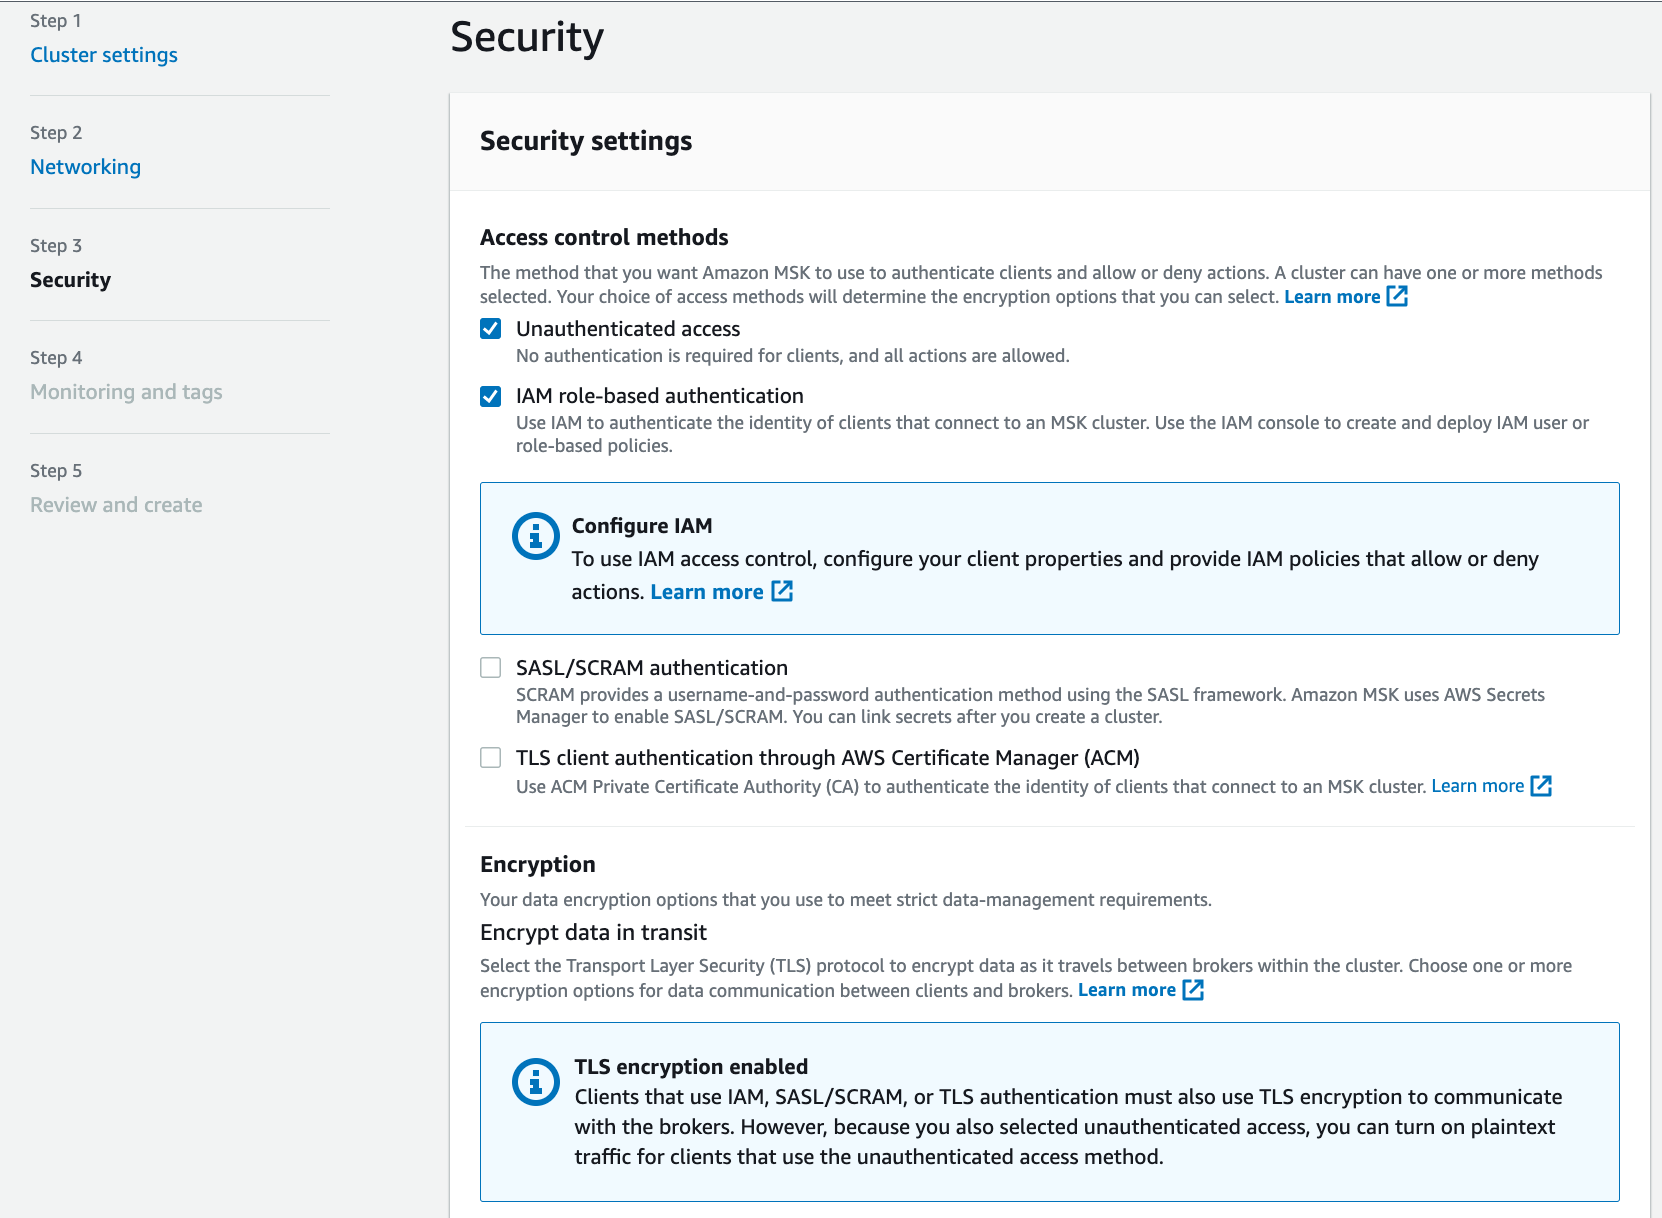 Step 1
Cluster settings
Step 2
Networking
Step 3
Security
Step 4
Monitoring and tags
Step 5
Review and create
Security
Security settings
Access control methods
The method that you want Amazon MSK to use to authenticate clients and allow or deny actions. A cluster can have one or more methods
selected. Your choice of access methods will determine the encryption options that you can select. Learn more
Unauthenticated access
No authentication is required for clients, and all actions are allowed.
IAM role-based authentication
Use IAM to authenticate the identity of clients that connect to an MSK cluster. Use the IAM console to create and deploy IAM user or
role-based policies.
Configure IAM
To use IAM access control, configure your client properties and provide IAM policies that allow or deny
actions. Learn more
SASL/SCRAM authentication
SCRAM provides a username-and-password authentication method using the SASL framework. Amazon MSK uses AWS Secrets
Manager to enable SASL/SCRAM. You can link secrets after you create a cluster.
TLS client authentication through AWS Certificate Manager (ACM)
Use ACM Private Certificate Authority (CA) to authenticate the identity of clients that connect to an MSK cluster. Learn more
Encryption
Your data encryption options that you use to meet strict data-management requirements.
Encrypt data in transit
Select the Transport Layer Security (TLS) protocol to encrypt data as it travels between brokers within the cluster. Choose one or more
encryption options for data communication between clients and brokers. Learn more
TLS encryption enabled
Clients that use IAM, SASL/SCRAM, or TLS authentication must also use TLS encryption to communicate
with the brokers. However, because you also selected unauthenticated access, you can turn on plaintext
traffic for clients that use the unauthenticated access method.